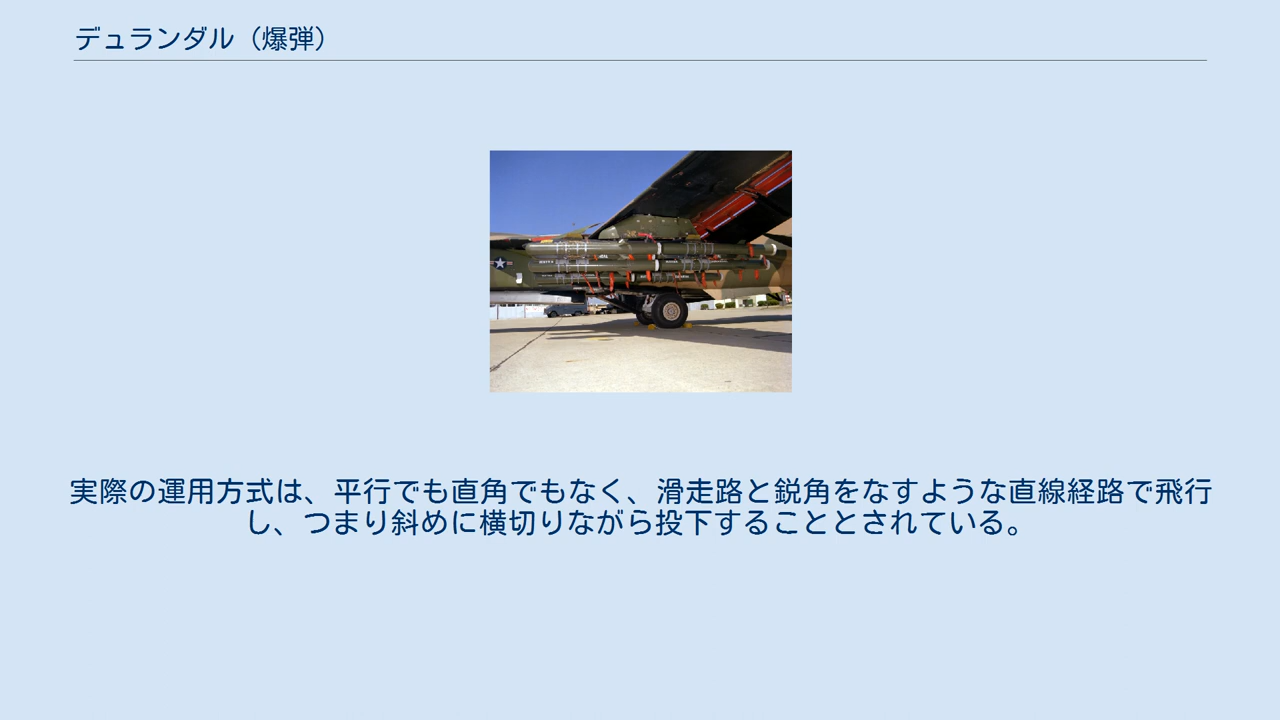 デュランダル（爆弾）
実際の運用方式は、平行でも直角でもなく、滑走路と鋭角をなすような直線経路で飛行
し、つまり斜めに横切りながら投下することとされている。